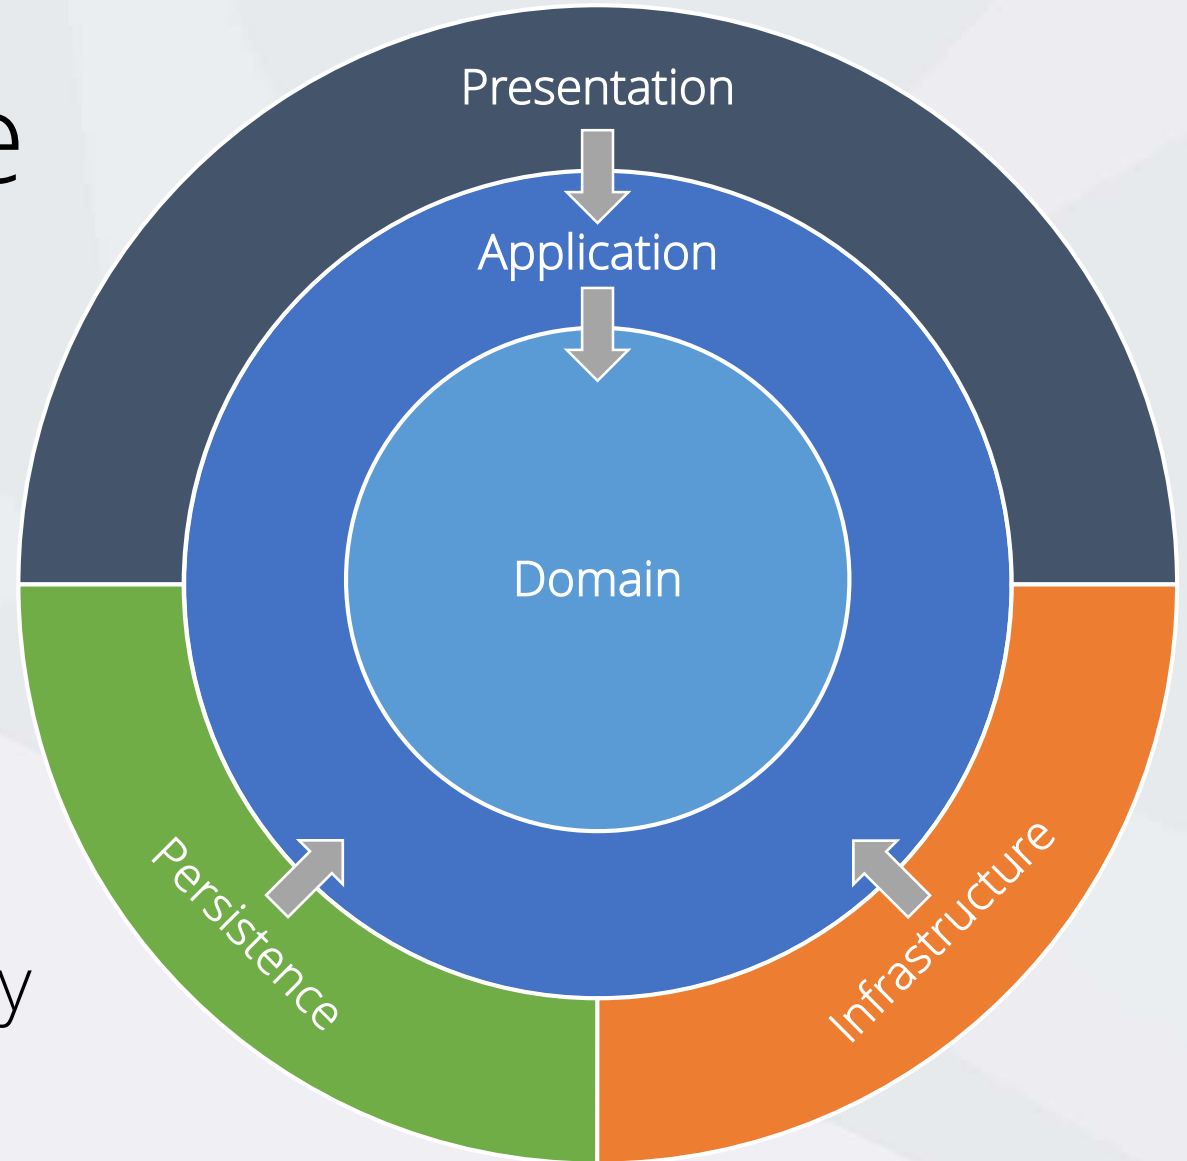 e
Presentation
Application
Domain
Persistence
Infrastructure
y